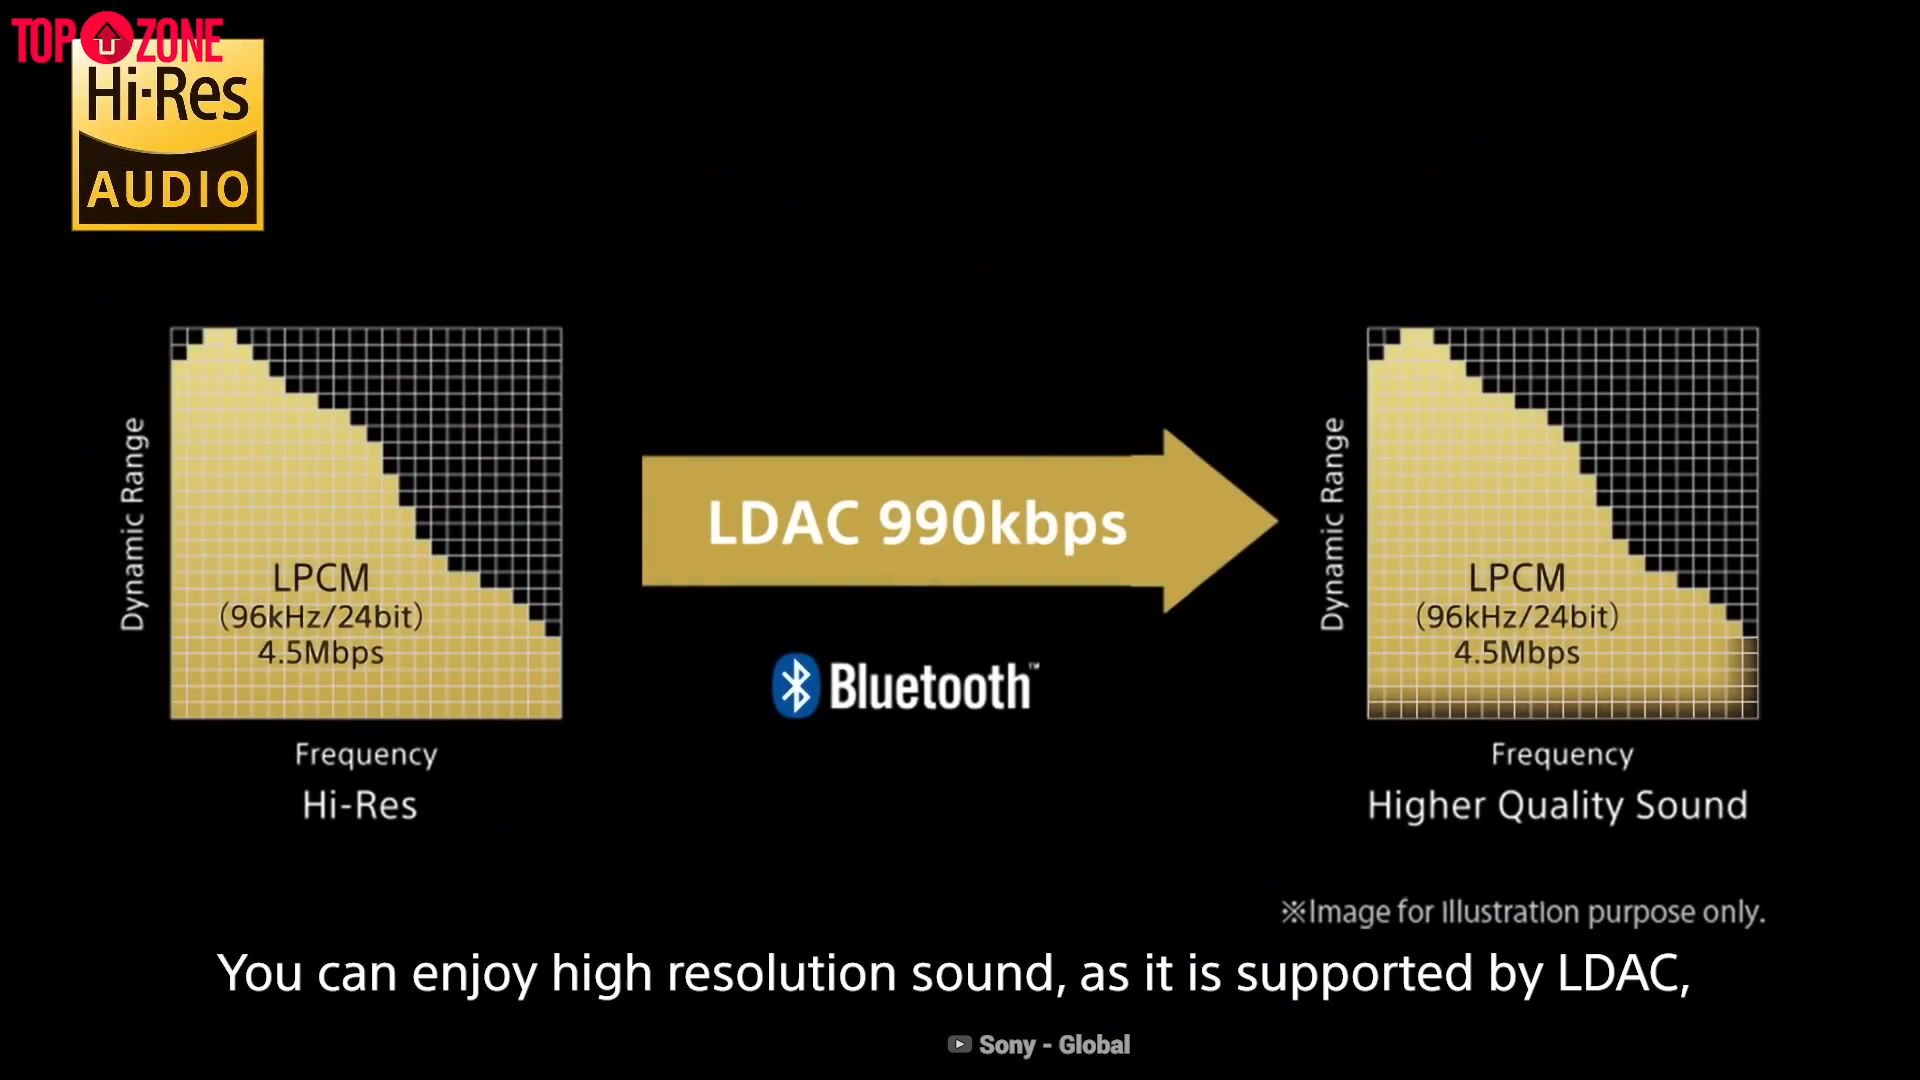 TOP ZONE
Hi-Res
AUDIO
Dynamic Range
LPCM
(96kHz/24bit)
4.5Mbps
Frequency
Hi-Res
LDAC 990kbps
Bluetooth™
Dynamic Range
LPCM
(96kHz/24bit)
4.5Mbps
Frequency
Higher Quality Sound
※Image for illustration purpose only.
You can enjoy high resolution sound, as it is supported by LDAC,
Sony - Global